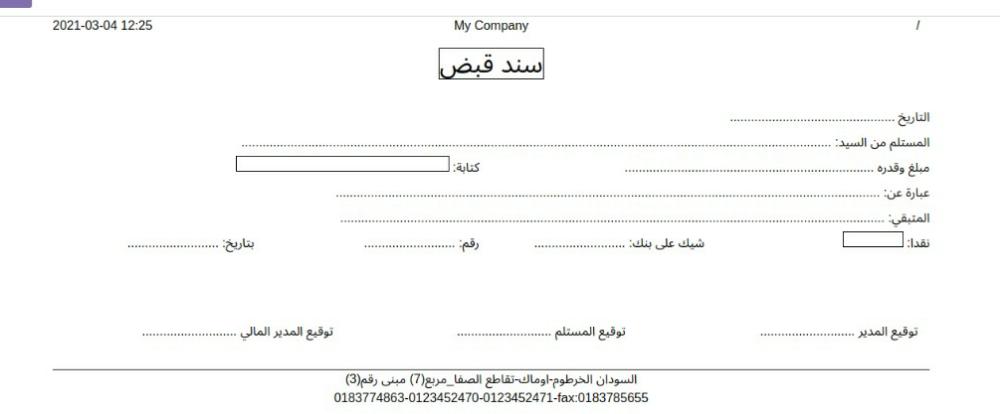 2021-03-04 12:25 My Company /
سند قبض
التاريخ ...............................................
المستلم من السيد: ........................................................................................................................................................................
مبلغ وقدره ....................................................................... كتابة:
عبارة عن: ...........................................................................................................................................................
المتبقي: ..........................................................................................................................................................
نقدا: شيك على بنك: .......................... رقم: .......................... بتاريخ: ..........................
توقيع المدير ........................... توقيع المستلم ........................... توقيع المدير المالي ...........................
السودان الخرطوم-اوماك-تقاطع الصفا_مربع(7) مبنى رقم(3)
0183774863-0123452470-0123452471-fax:0183785655